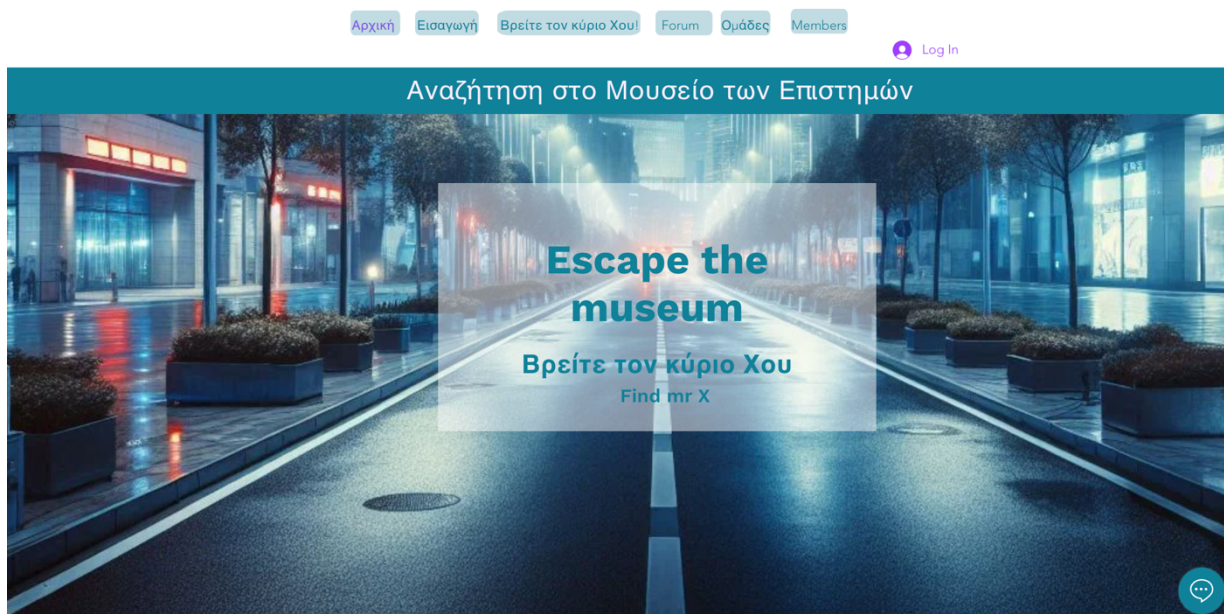 Αρχική Εισαγωγή Βρείτε τον κύριο Χου! Forum Ομάδες Members
Log In
Αναζήτηση στο Μουσείο των Επιστημών
Escape the
museum
Βρείτε τον κύριο Χου
Find mr X